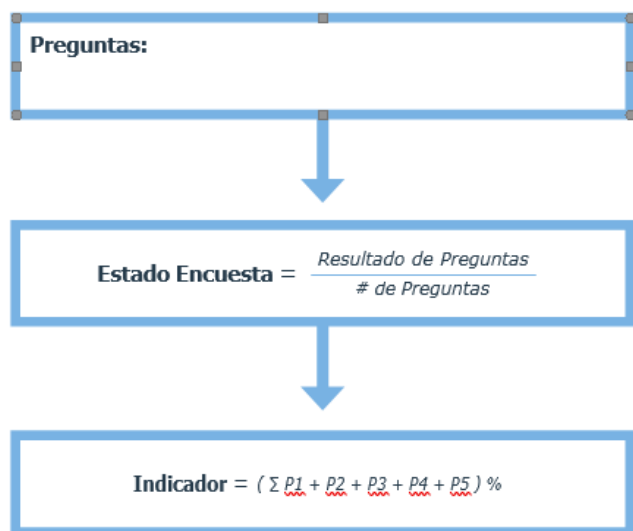 Preguntas:
Estado Encuesta = Resultado de Preguntas
# de Preguntas
Indicador = ( Σ P1 + P2 + P3 + P4 + P5 ) %